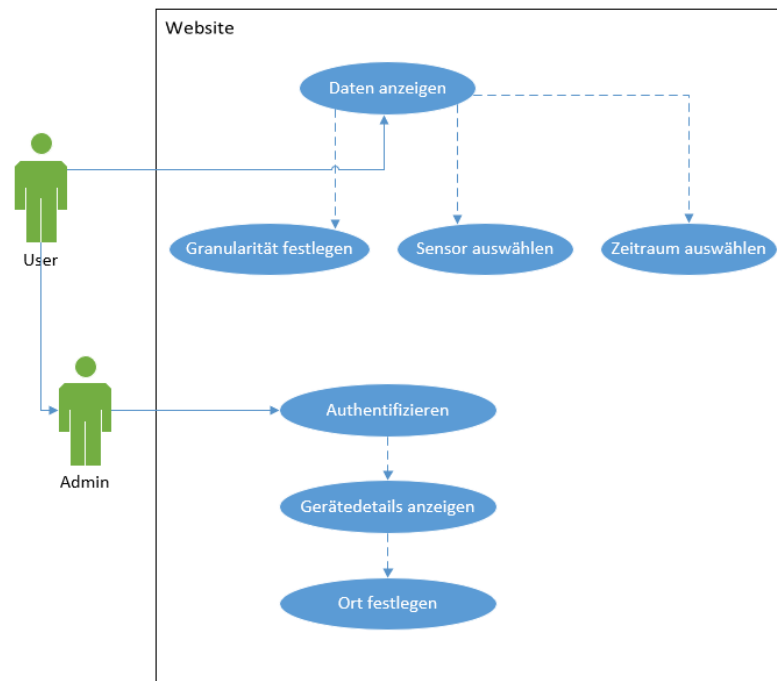 Website
Daten anzeigen
User
Granularität festlegen
Sensor auswählen
Zeitraum auswählen
Admin
Authentifizieren
Gerätedetails anzeigen
Ort festlegen